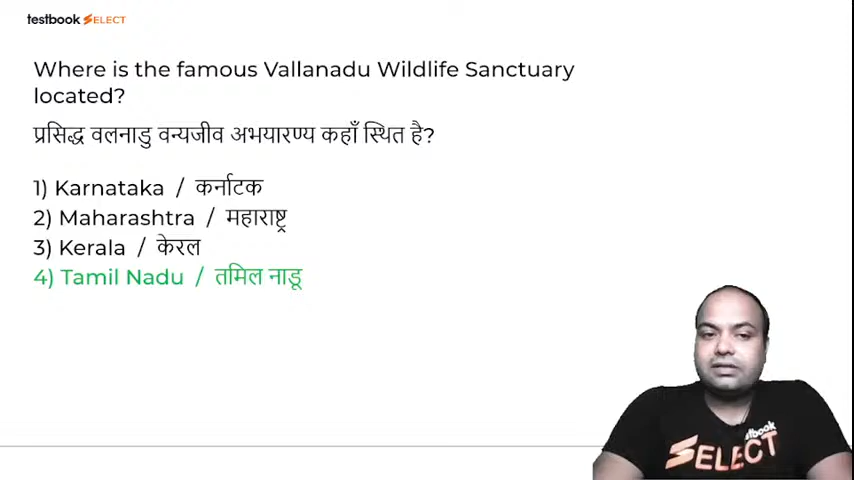 testbook SELECT
Where is the famous Vallanadu Wildlife Sanctuary
located?
प्रसिद्ध वलनाडु वन्यजीव अभयारण्य कहाँ स्थित है?
1) Karnataka / कर्नाटक
2) Maharashtra / महाराष्ट्र
3) Kerala / केरल
4) Tamil Nadu / तमिल नाडू
testbook
SELECT